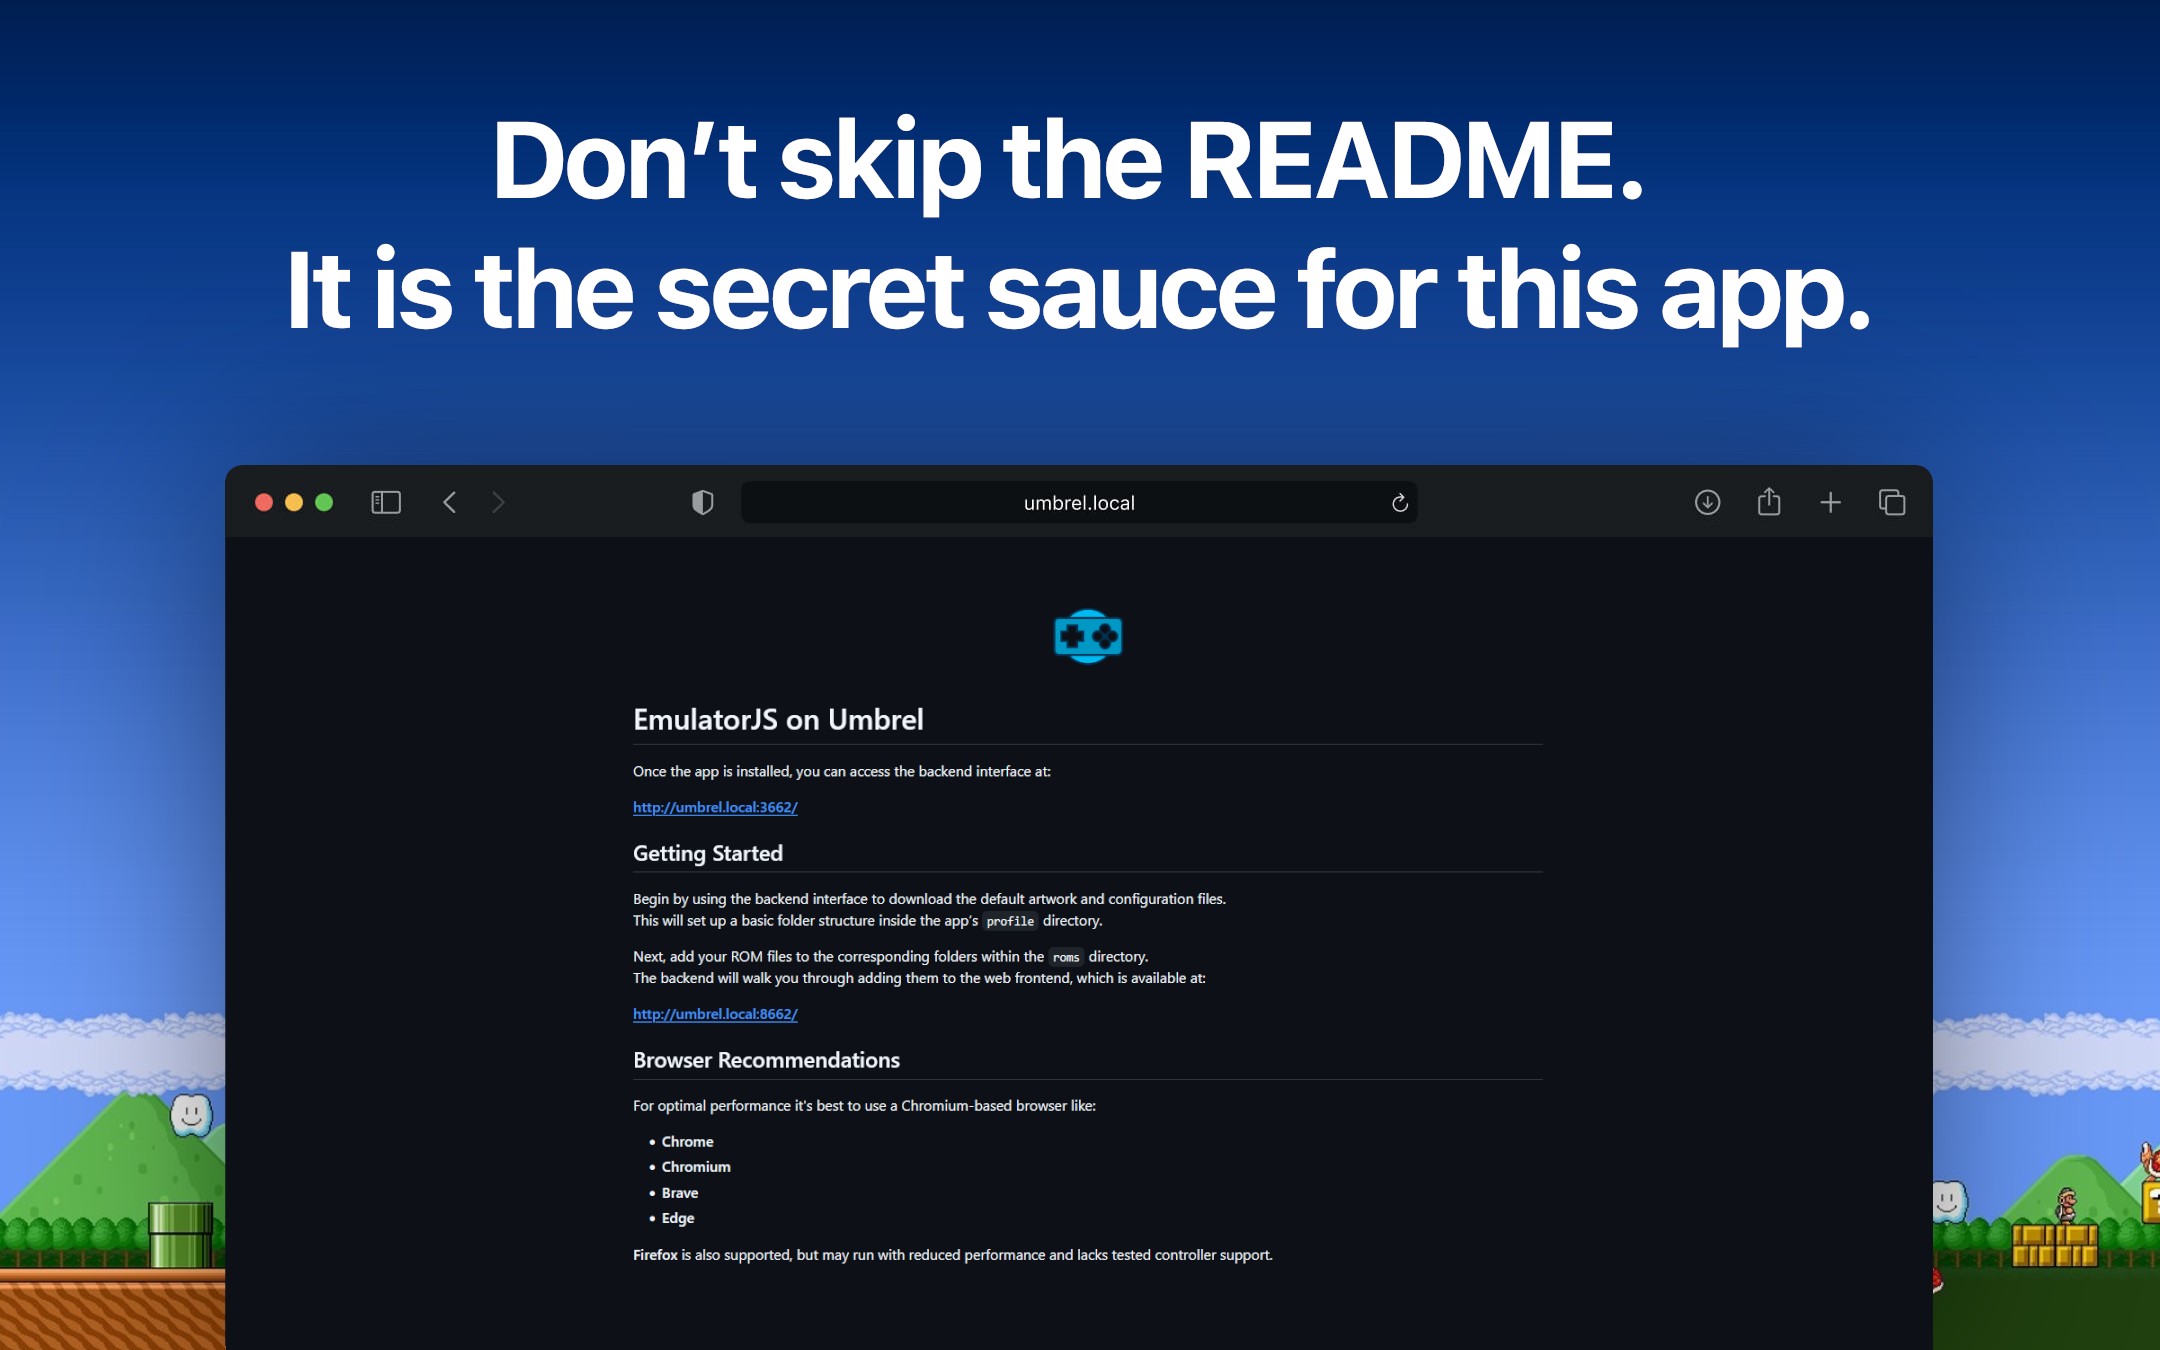 Don’t skip the README.
It is the secret sauce for this app.
umbrel.local
EmulatorJS on Umbrel
Once the app is installed, you can access the backend interface at:
http://umbrel.local:3662/
Getting Started
Begin by using the backend interface to download the default artwork and configuration files.
This will set up a basic folder structure inside the app's profile directory.
Next, add your ROM files to the corresponding folders within the roms directory.
The backend will walk you through adding them to the web frontend, which is available at:
http://umbrel.local:8662/
Browser Recommendations
For optimal performance it's best to use a Chromium-based browser like:
• Chrome
• Chromium
• Brave
• Edge
Firefox is also supported, but may run with reduced performance and lacks tested controller support.